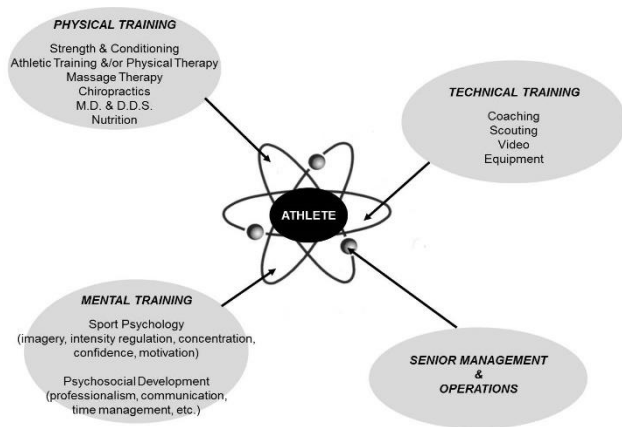 PHYSICAL TRAINING
Strength & Conditioning
Athletic Training &/or Physical Therapy
Massage Therapy
Chiropractics
M.D. & D.D.S.
Nutrition
TECHNICAL TRAINING
Coaching
Scouting
Video
Equipment
ATHLETE
MENTAL TRAINING
Sport Psychology
(imagery, intensity regulation, concentration,
confidence, motivation)
Psychosocial Development
(professionalism, communication,
time management, etc.)
SENIOR MANAGEMENT
&
OPERATIONS